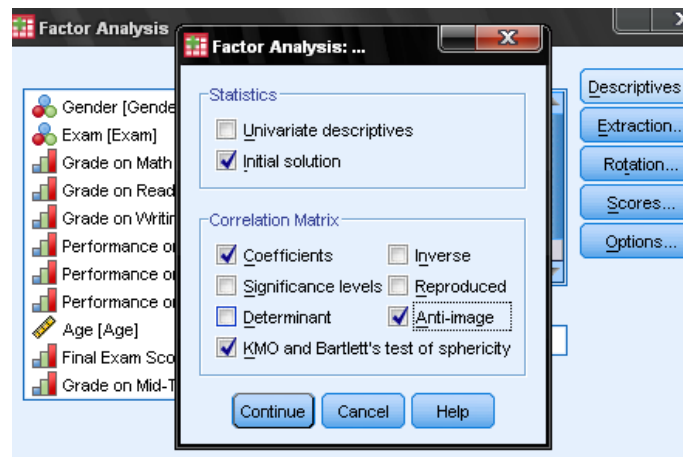 Factor Analysis
Factor Analysis: ...
Gender [Gende
Exam [Exam]
Grade on Math
Grade on Read
Grade on Writin
Performance o
Performance o
Performance o
Age [Age]
Final Exam Sco
Grade on Mid-T
Statistics
Univariate descriptives
Initial solution
Correlation Matrix
Coefficients Inverse
Significance levels Reproduced
Determinant Anti-image
KMO and Bartlett's test of sphericity
Continue Cancel Help
Descriptives
Extraction..
Rotation...
Scores...
Options...